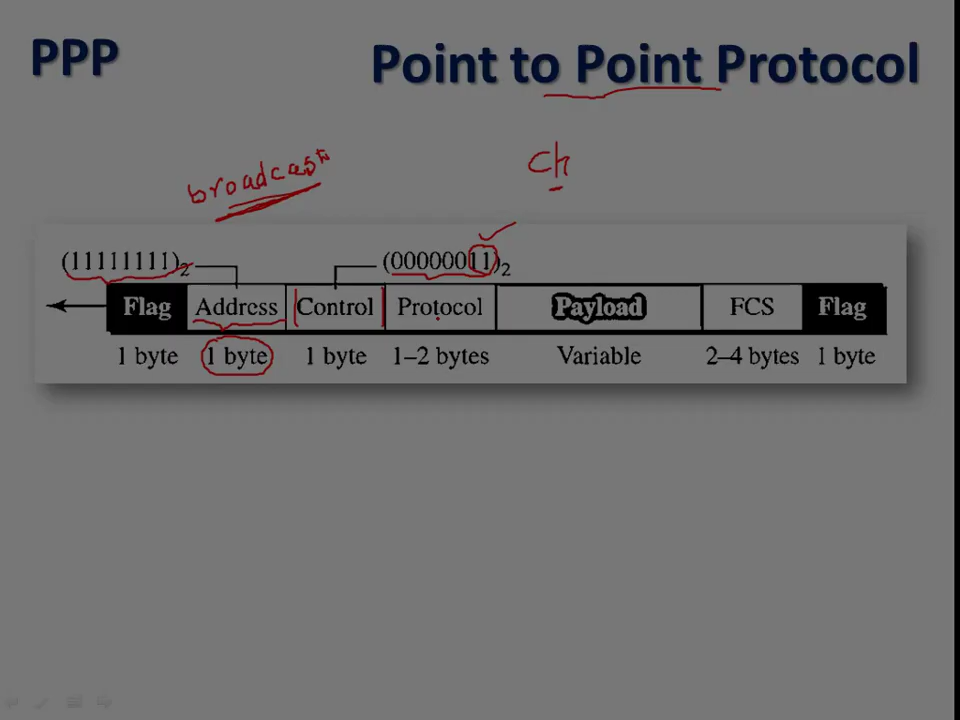 PPP Point to Point Protocol
broadcast Ch
(11111111)2 (00000011)2
Flag Address Control Protocol Payload FCS Flag
1 byte 1 byte 1 byte 1–2 bytes Variable 2–4 bytes 1 byte